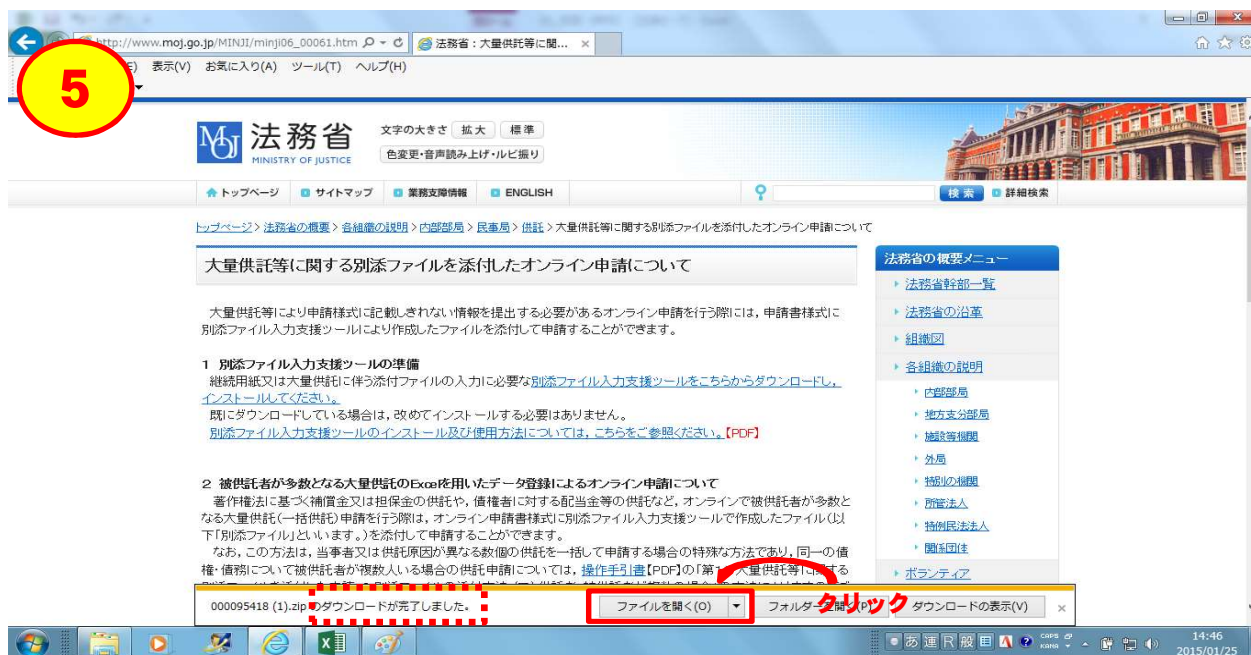 5
http://www.moj.go.jp/MINJI/minji06_00061.htm
法務省：大量供託等に関...
表示(V) お気に入り(A) ツール(T) ヘルプ(H)
MOJ 法務省
MINISTRY OF JUSTICE
文字の大きさ 拡大 標準
色変更・音声読み上げ・ルビ振り
トップページ サイトマップ 業務支障情報 ENGLISH
検索 詳細検索
トップページ > 法務省の概要 > 各組織の説明 > 内部部局 > 民事局 > 供託 > 大量供託等に関する別添ファイルを添付したオンライン申請について
大量供託等に関する別添ファイルを添付したオンライン申請について
大量供託等により申請様式に記載しきれない情報を提出する必要があるオンライン申請を行う際には，申請書様式に
別添ファイル入力支援ツールにより作成したファイルを添付して申請することができます。
1 別添ファイル入力支援ツールの準備
継続用紙又は大量供託に伴う添付ファイルの入力に必要な別添ファイル入力支援ツールをこちらからダウンロードし，
インストールしてください。
既にダウンロードしている場合は，改めてインストールする必要はありません。
別添ファイル入力支援ツールのインストール及び使用方法については，こちらをご参照ください。【PDF】
2 被供託者が多数となる大量供託のExcelを用いたデータ登録によるオンライン申請について
著作権法に基づく補償金又は担保金の供託や，債権者に対する配当金等の供託など，オンラインで被供託者が多数と
なる大量供託（一括供託）申請を行う際は，オンライン申請書様式に別添ファイル入力支援ツールで作成したファイル（以
下「別添ファイル」といいます。）を添付して申請することができます。
なお，この方法は，当事者又は供託原因が異なる数個の供託を一括して申請する場合の特殊な方法であり，同一の債
権・債務について被供託者が複数人いる場合の供託申請については，操作手引書【PDF】の「第1 大量供託等に関する
法務省の概要メニュー
法務省幹部一覧
法務省の沿革
組織図
各組織の説明
内部部局
地方支分部局
施設等機関
外局
特別の機関
所管法人
特例民法法人
関係団体
ボランティア
000095418 (1).zip のダウンロードが完了しました。
ファイルを開く(O) フォルダーを開く(P) ダウンロードの表示(V)
クリック
あ 連 R 般
CAPS
KANA
14:46
2015/01/25